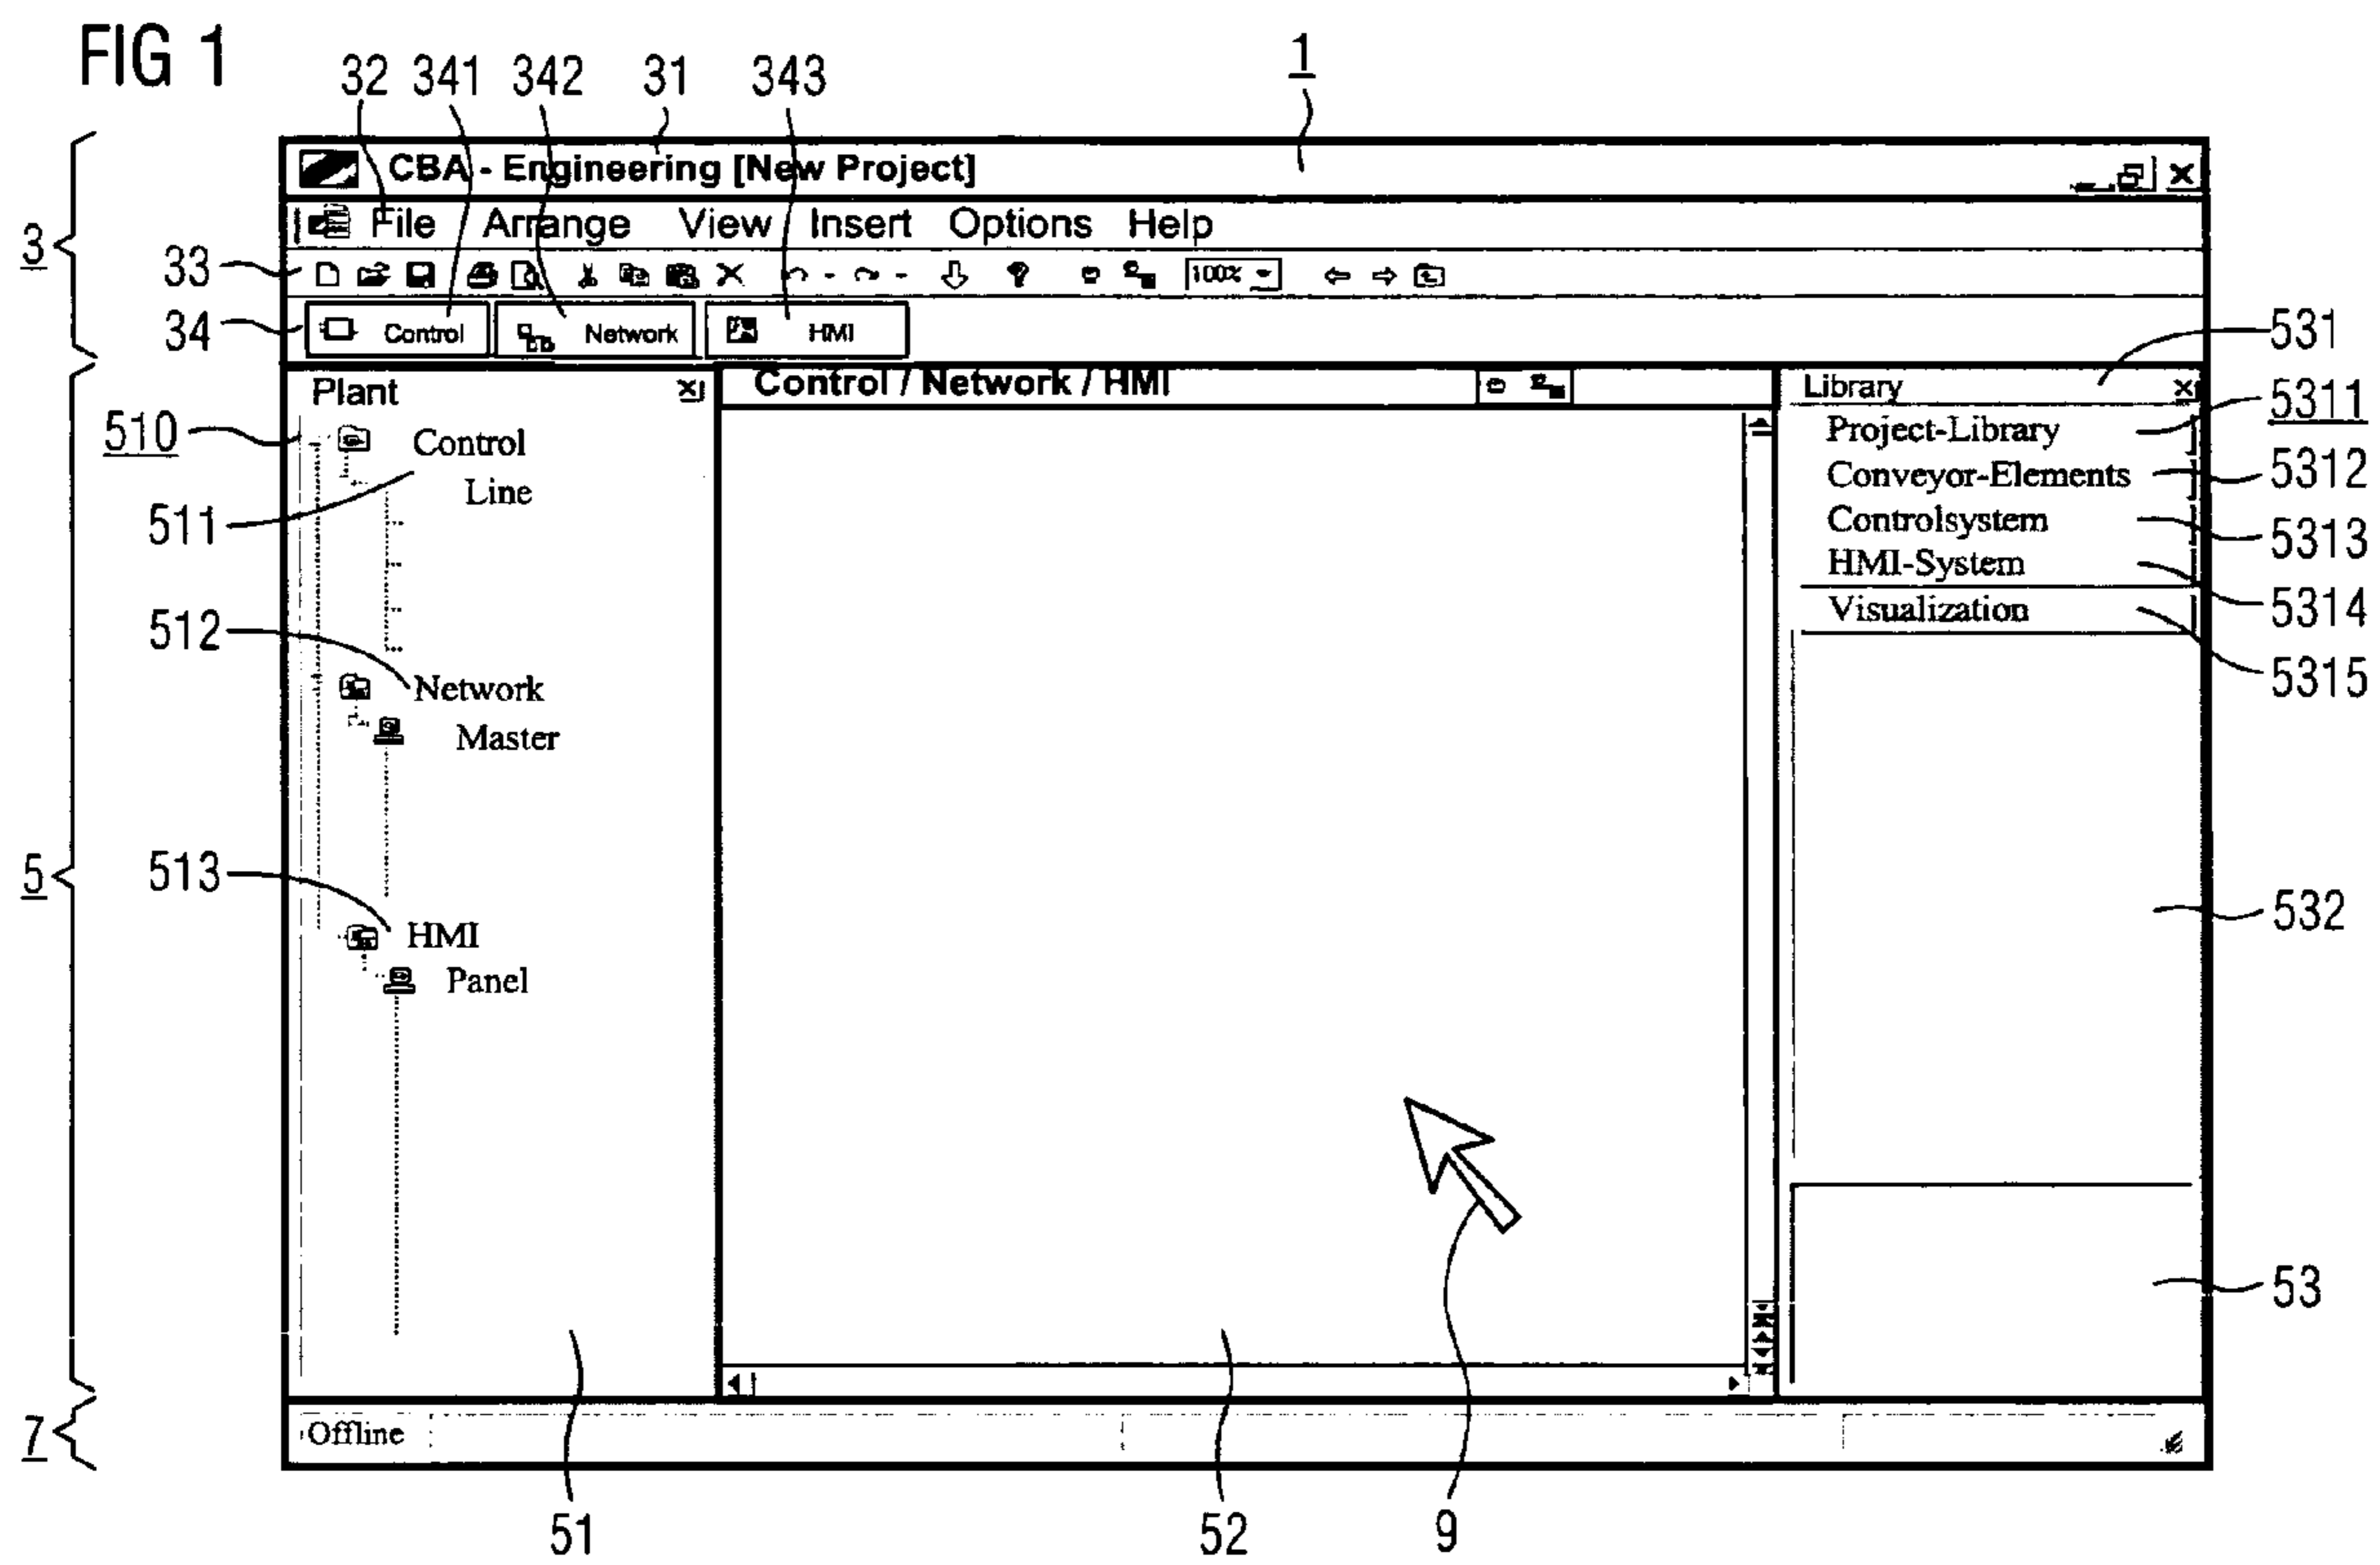 FIG 1
32 341 342 31 343 1
CBA - Engineering [New Project]
3
File Arrange View Insert Options Help
33 100%
34 Control Network HMI
531
Plant
Control / Network / HMI
Library
5311
510
Control
Project-Library
Line
Conveyor-Elements
5312
511
Controlsystem
5313
HMI-System
5314
512
Visualization
5315
Network
Master
5
513
HMI
532
Panel
53
7
Offline
51 52 9